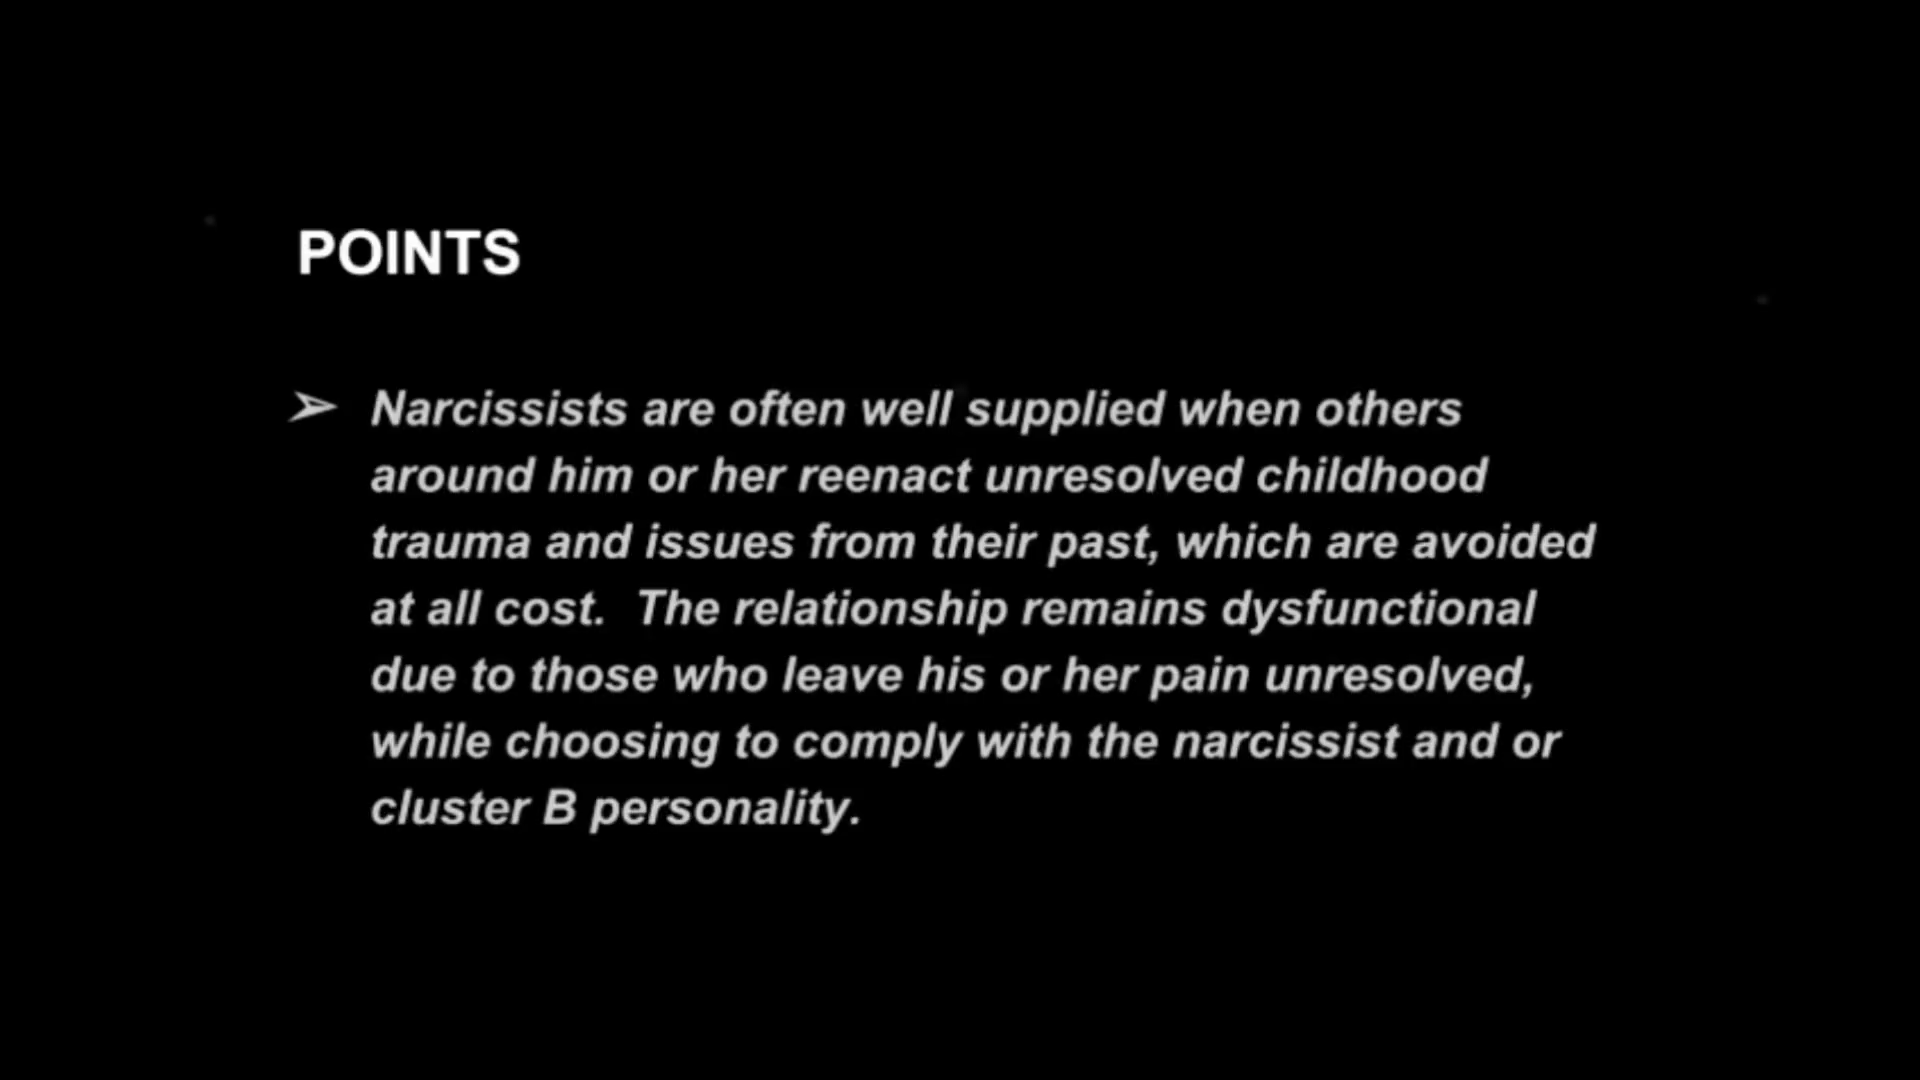 POINTS
➢ Narcissists are often well supplied when others
around him or her reenact unresolved childhood
trauma and issues from their past, which are avoided
at all cost.  The relationship remains dysfunctional
due to those who leave his or her pain unresolved,
while choosing to comply with the narcissist and or
cluster B personality.